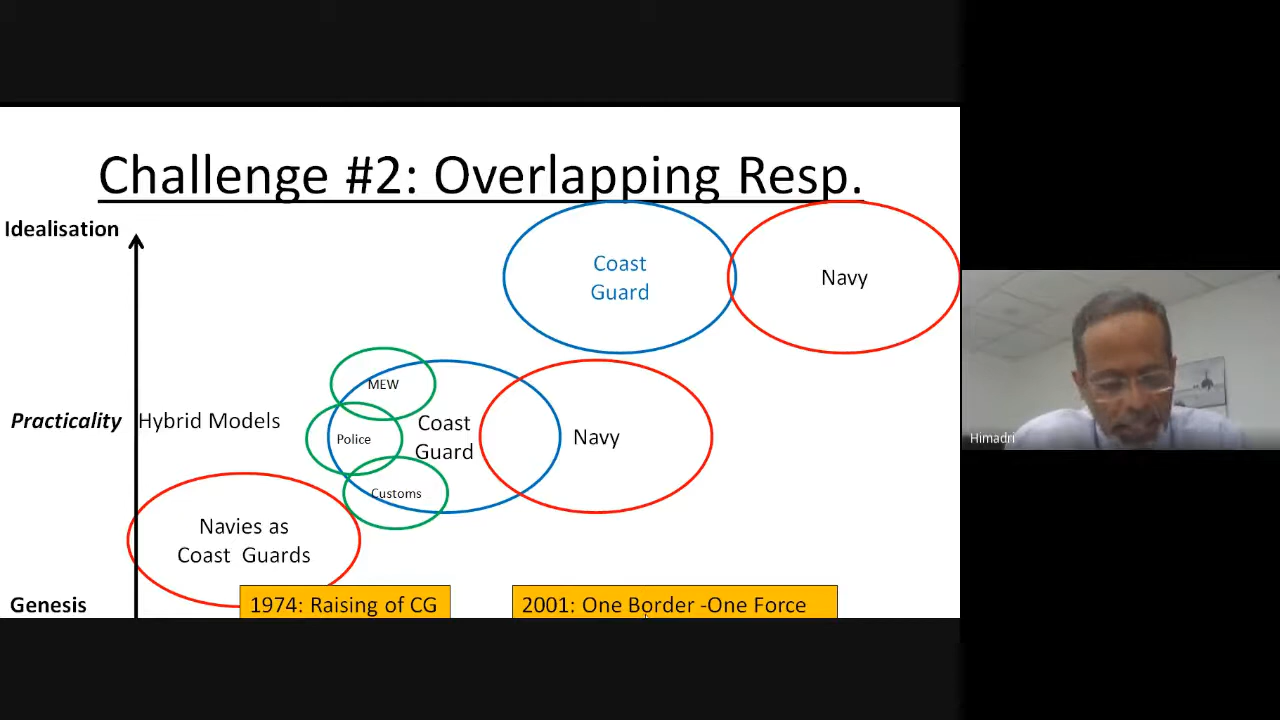 Challenge #2: Overlapping Resp.
Idealisation
Coast
Guard
Navy
MEW
Practicality
Hybrid Models
Police
Coast
Guard
Navy
Customs
Navies as
Coast Guards
Genesis
1974: Raising of CG
2001: One Border -One Force
Himadri